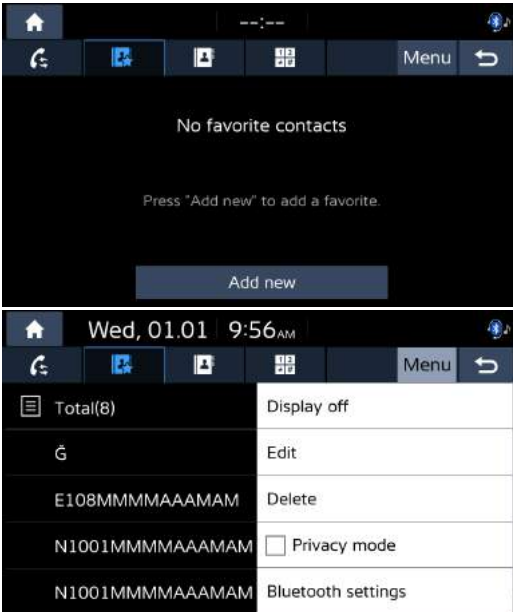 --:--
Menu
No favorite contacts
Press "Add new" to add a favorite.
Add new
Wed, 01.01 9:56AM
Menu
Total(8)
Display off
Ğ
Edit
E108MMMMAAAMAM
Delete
N1001MMMMAAAMAM
Privacy mode
N1001MMMMAAAMAM
Bluetooth settings